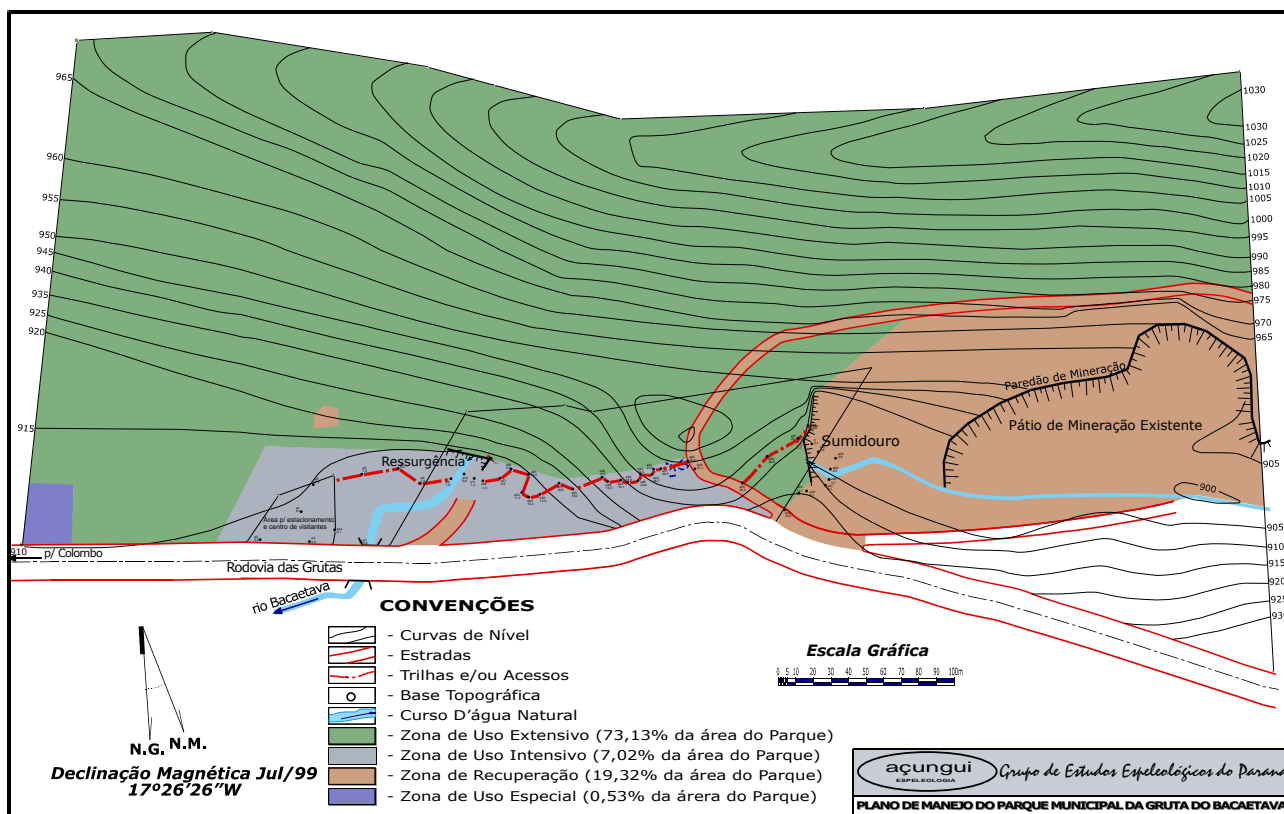 965
960
955
950
945
940
935
925
920
915
910
1030
1030
1025
1020
1015
1010
1005
1000
995
990
985
980
975
970
965
905
900
905
910
915
920
925
930
Paredão de Mineração
Pátio de Mineração Existente
Sumidouro
Ressurgência
Área p/ estacionamento
e centro de visitantes
p/ Colombo
Rodovia das Grutas
rio Bacaetava
CONVENÇÕES
- Curvas de Nível
- Estradas
- Trilhas e/ou Acessos
- Base Topográfica
- Curso D'água Natural
- Zona de Uso Extensivo (73,13% da área do Parque)
- Zona de Uso Intensivo (7,02% da área do Parque)
- Zona de Recuperação (19,32% da área do Parque)
- Zona de Uso Especial (0,53% da árera do Parque)
Escala Gráfica
0 5 10 20 30 40 50 60 70 80 90 100m
N.G. N.M.
Declinação Magnética Jul/99
17º26'26"W
açungui
ESPELEOLOGIA
Grupo de Estudos Espeleológicos do Paraná
PLANO DE MANEJO DO PARQUE MUNICIPAL DA GRUTA DO BACAETAVA